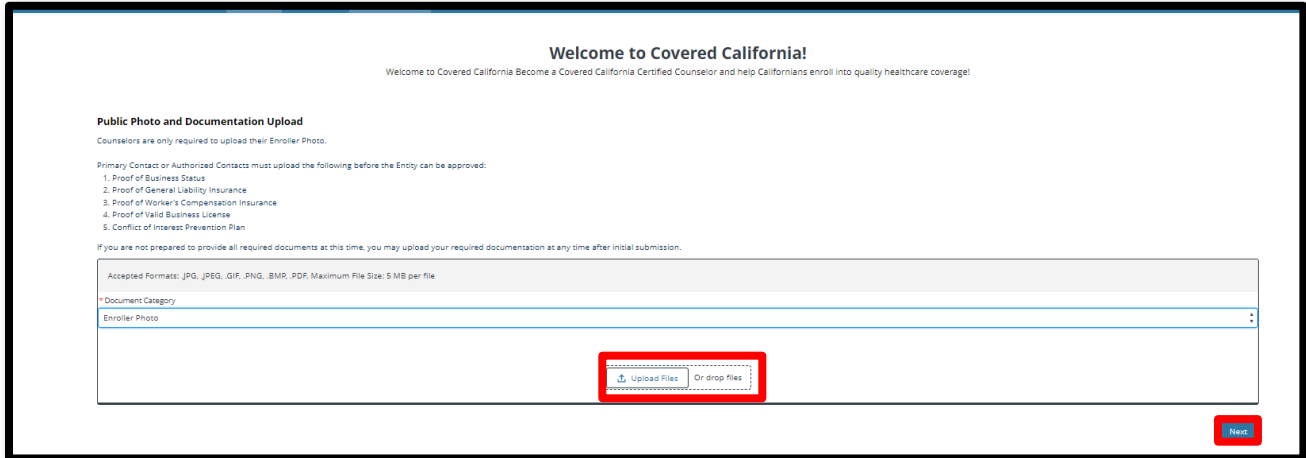 Welcome to Covered California!
Welcome to Covered California Become a Covered California Certified Counselor and help Californians enroll into quality healthcare coverage!
Public Photo and Documentation Upload
Counselors are only required to upload their Enroller Photo.
Primary Contact or Authorized Contacts must upload the following before the Entity can be approved:
1. Proof of Business Status
2. Proof of General Liability Insurance
3. Proof of Worker's Compensation Insurance
4. Proof of Valid Business License
5. Conflict of Interest Prevention Plan
If you are not prepared to provide all required documents at this time, you may upload your required documentation at any time after initial submission.
Accepted Formats: .JPG, .JPEG, .GIF, .PNG, .BMP, .PDF. Maximum File Size: 5 MB per file
* Document Category
Enroller Photo
Upload Files Or drop files
Next